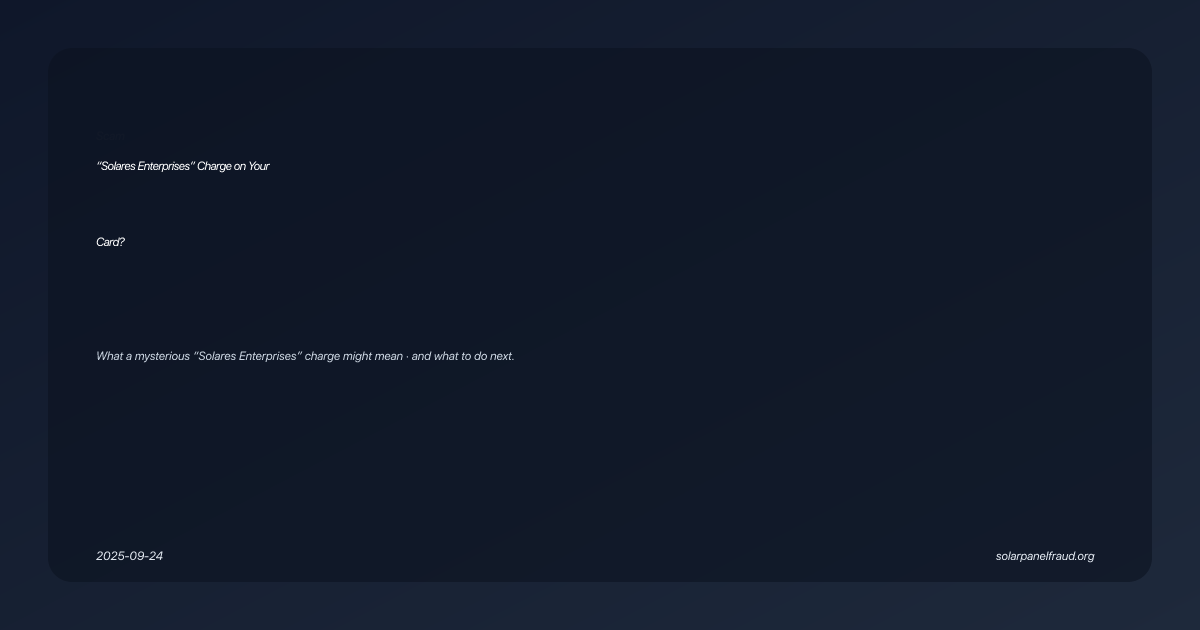 “Solares Enterprises” Charge on Your
Card?
What a mysterious “Solares Enterprises” charge might mean · and what to do next.
2025-09-24
solarpanelfraud.org